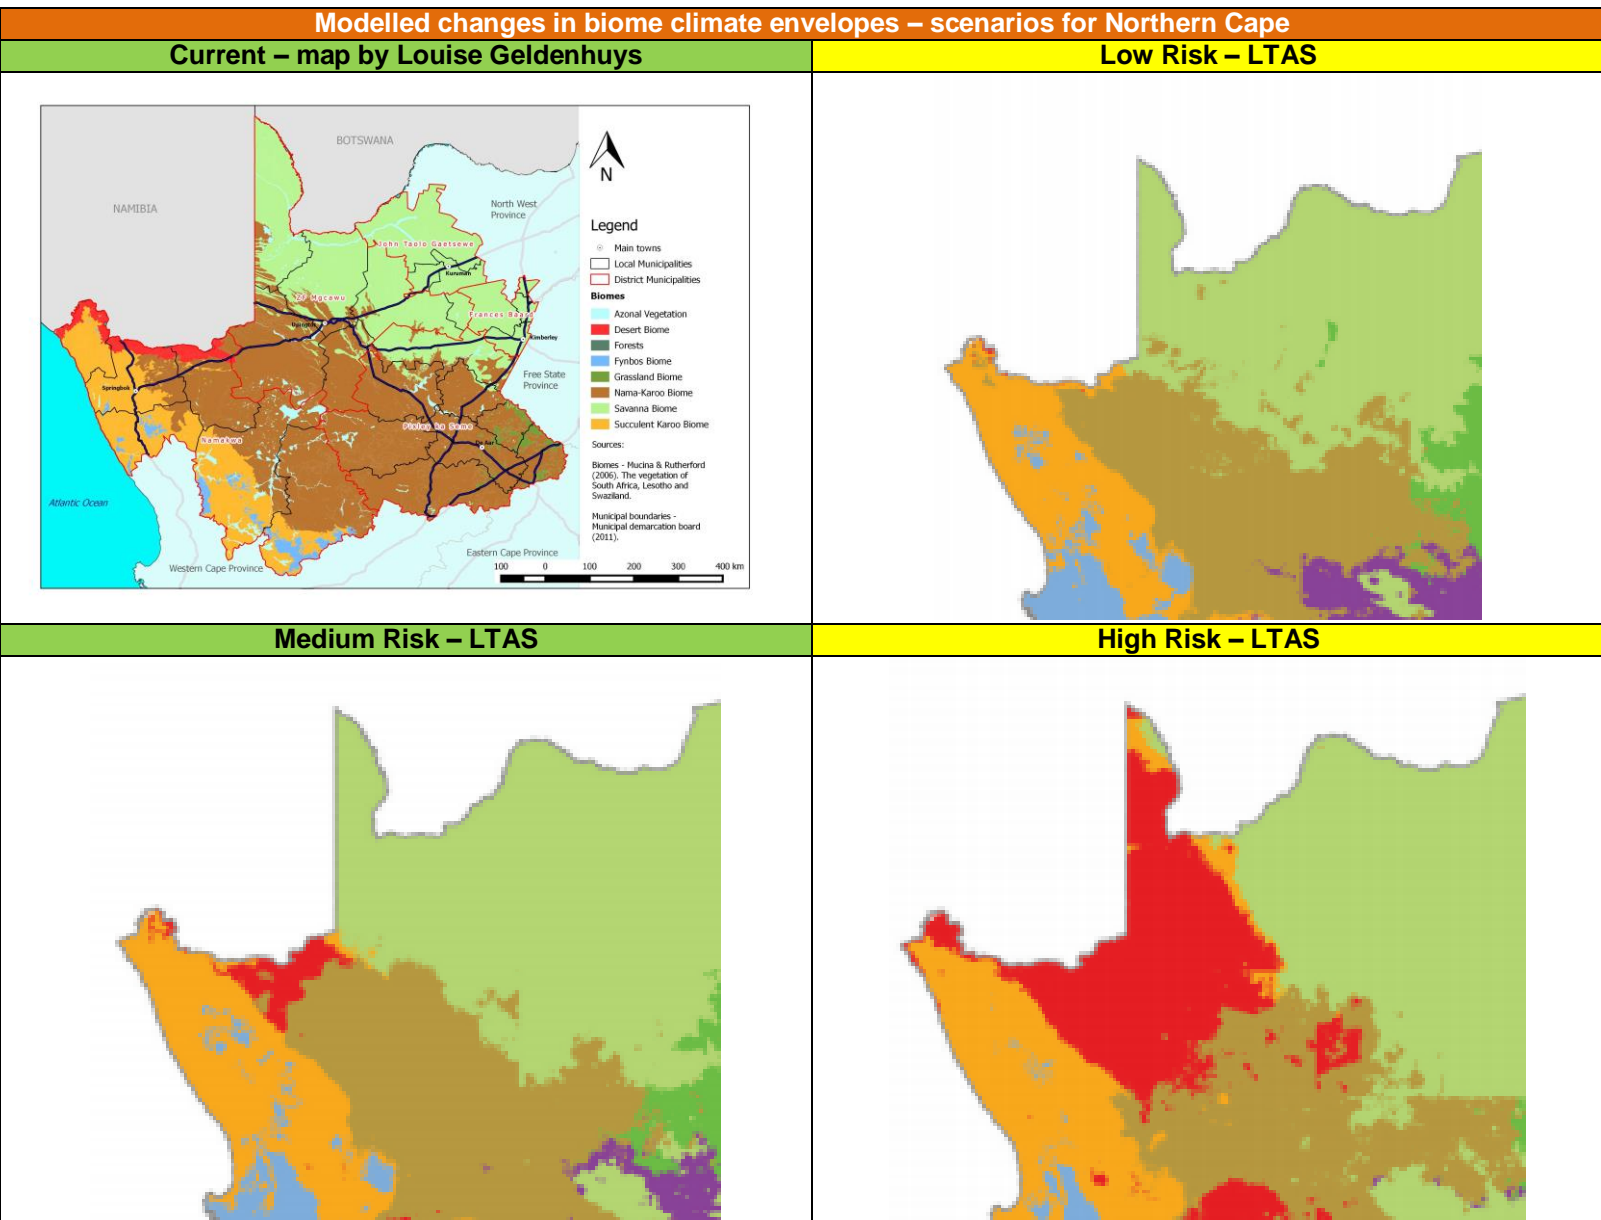 Modelled changes in biome climate envelopes – scenarios for Northern Cape
Current – map by Louise Geldenhuys
Low Risk – LTAS
BOTSWANA
NAMIBIA
North West
Province
John Taolo Gaetsewe
Kuruman
ZF Mgcawu
Frances Baard
Upington
Kimberley
Springbok
Free State
Province
Namakwa
Pixley ka Seme
De Aar
Atlantic Ocean
Western Cape Province
Eastern Cape Province
N
Legend
Main towns
Local Municipalities
District Municipalities
Biomes
Azonal Vegetation
Desert Biome
Forests
Fynbos Biome
Grassland Biome
Nama-Karoo Biome
Savanna Biome
Succulent Karoo Biome
Sources:
Biomes - Mucina & Rutherford
(2006). The vegetation of
South Africa, Lesotho and
Swaziland.
Municipal boundaries -
Municipal demarcation board
(2011).
100 0 100 200 300 400 km
Medium Risk – LTAS
High Risk – LTAS